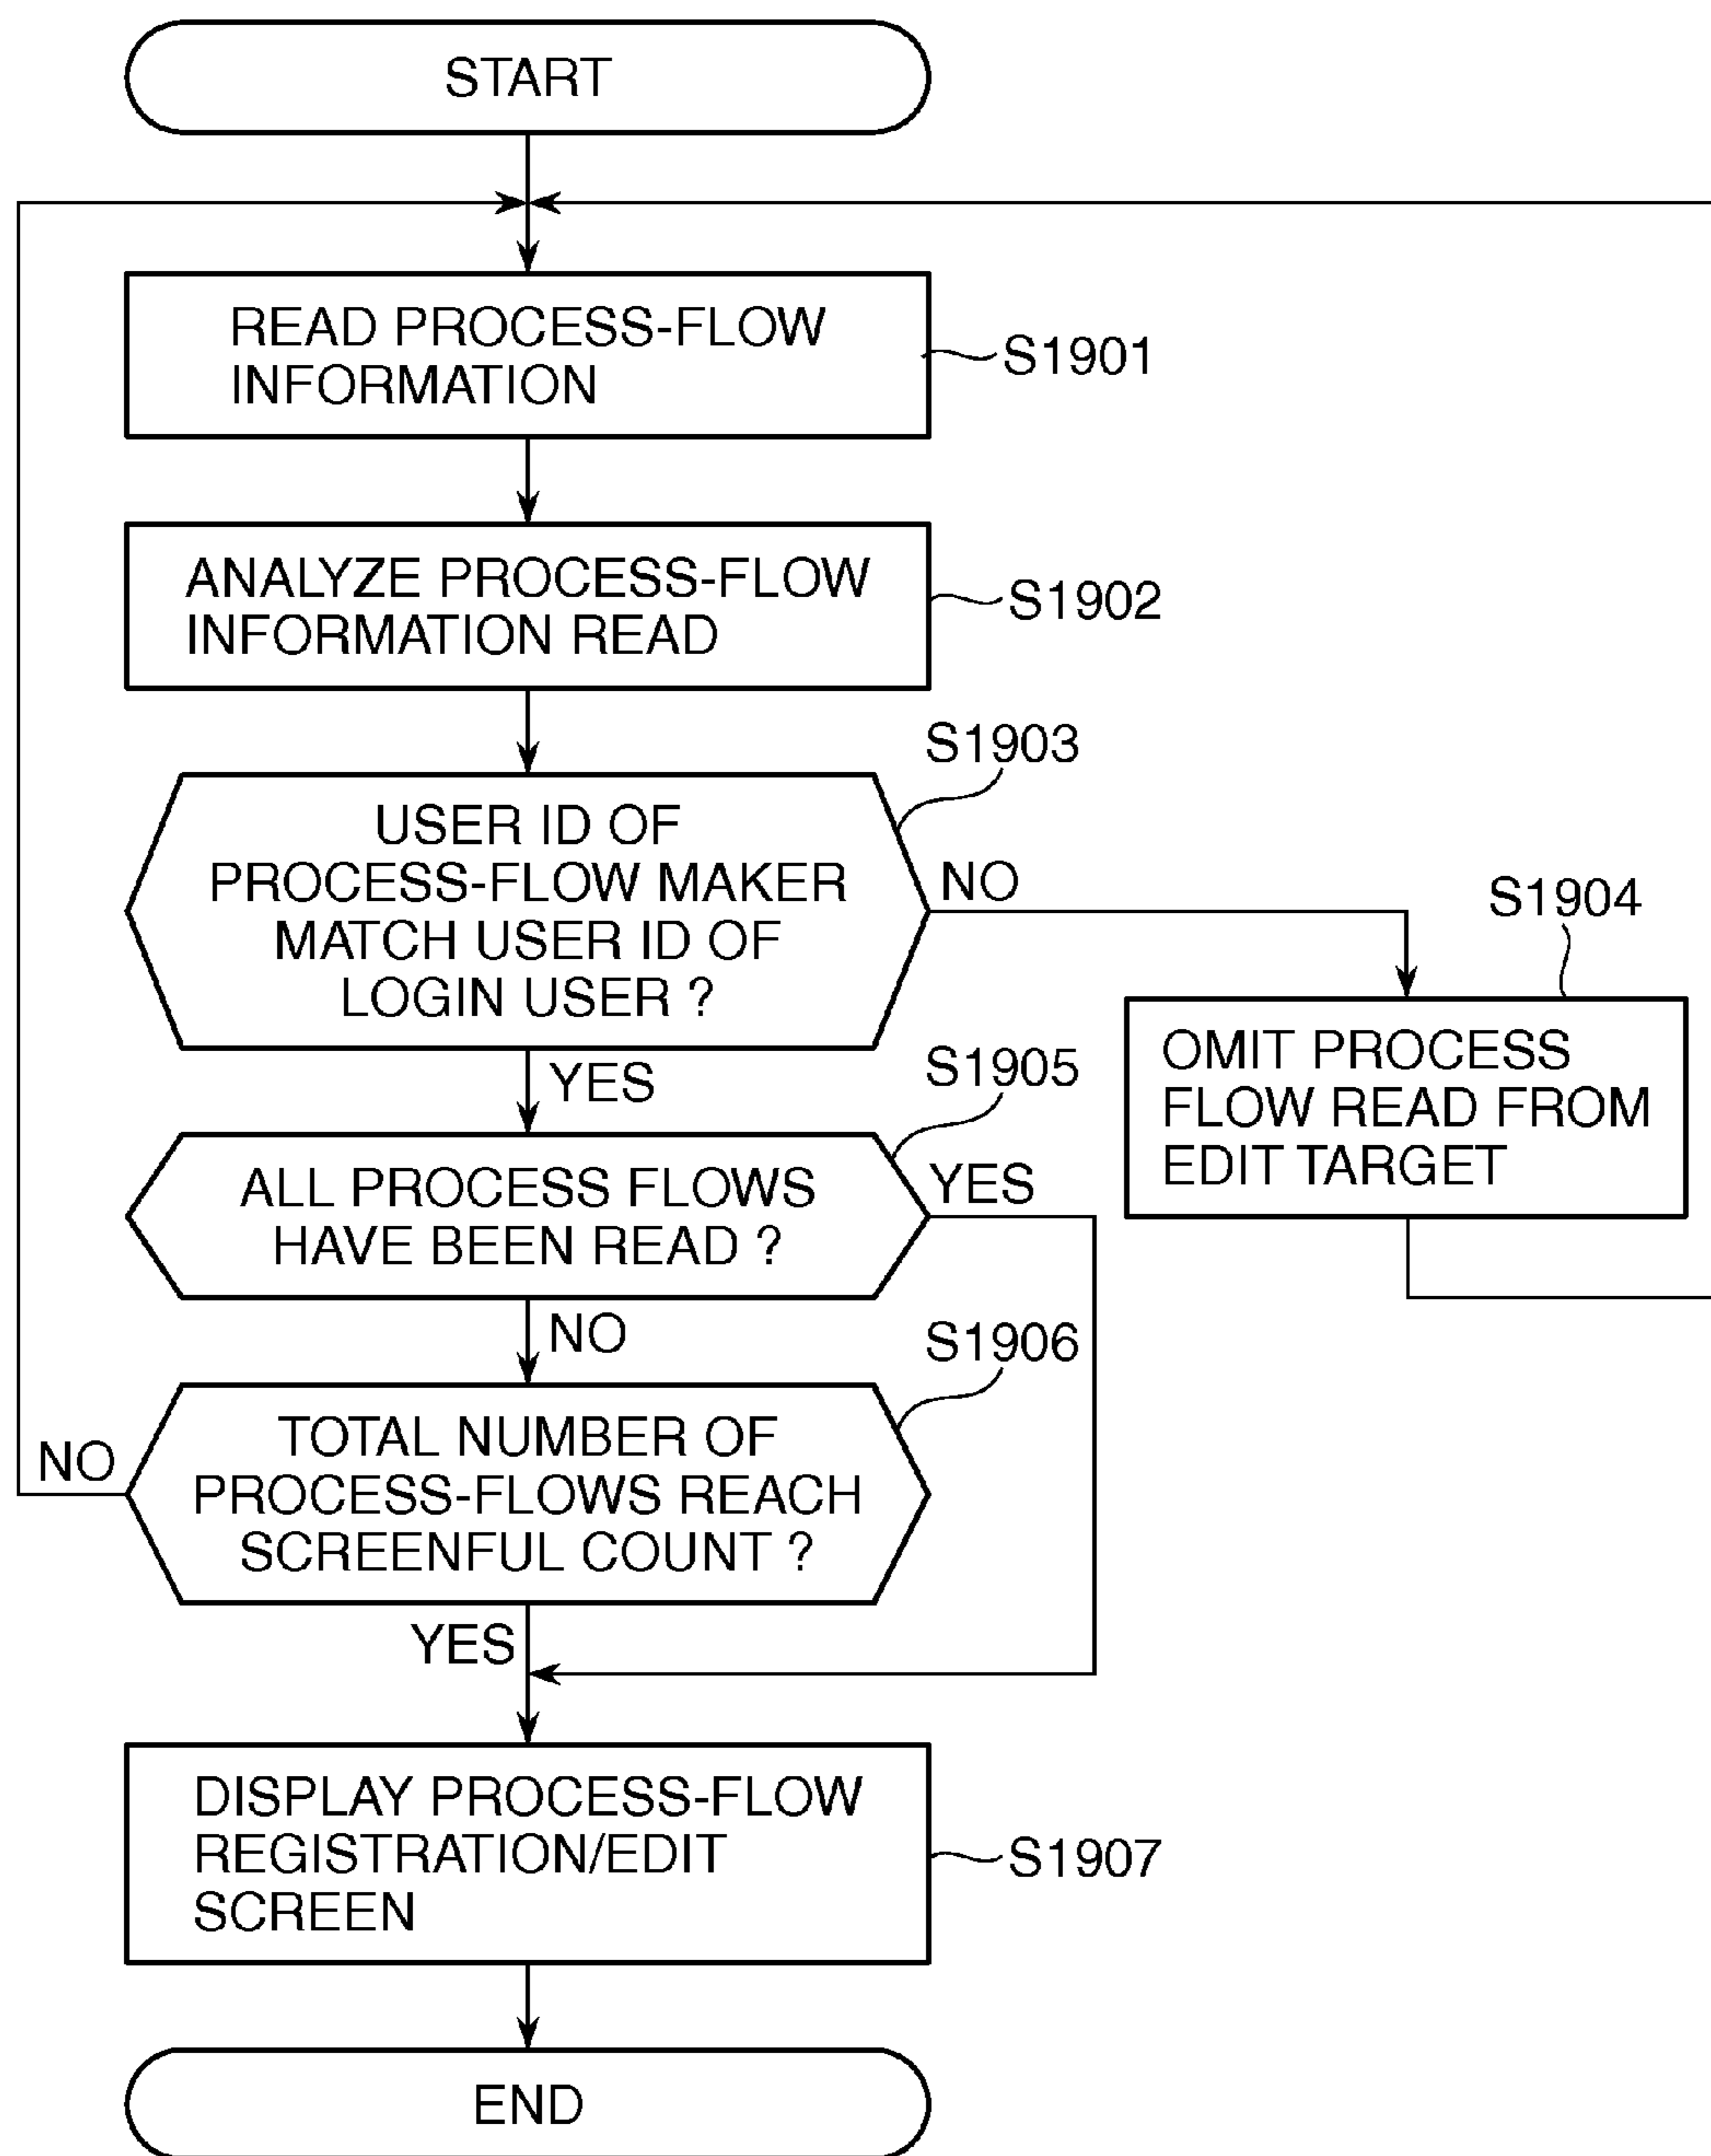 START
READ PROCESS-FLOW
INFORMATION
S1901
ANALYZE PROCESS-FLOW
INFORMATION READ
S1902
S1903
USER ID OF
PROCESS-FLOW MAKER
MATCH USER ID OF
LOGIN USER ?
NO
S1904
OMIT PROCESS
FLOW READ FROM
EDIT TARGET
YES
S1905
ALL PROCESS FLOWS
HAVE BEEN READ ?
YES
NO
S1906
TOTAL NUMBER OF
PROCESS-FLOWS REACH
SCREENFUL COUNT ?
NO
YES
DISPLAY PROCESS-FLOW
REGISTRATION/EDIT
SCREEN
S1907
END